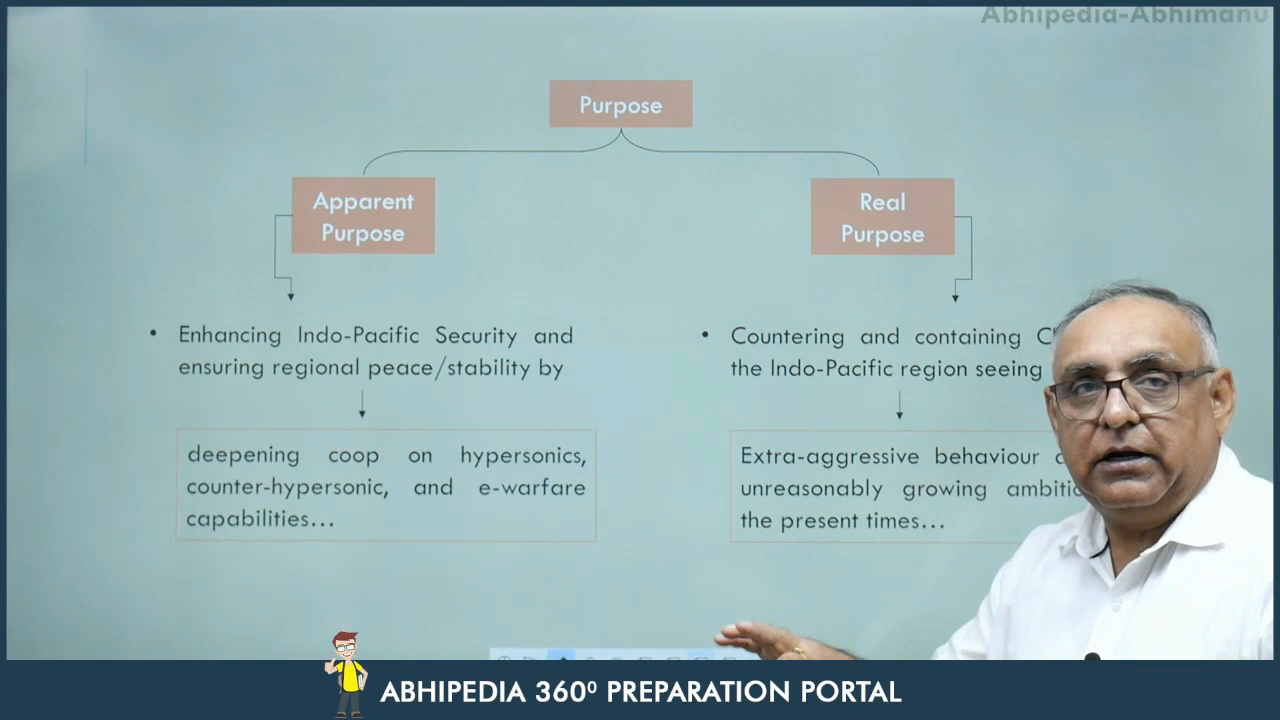 Abhipedia-Abhimanu
Purpose
Apparent
Purpose
Real
Purpose
• Enhancing Indo-Pacific Security and
ensuring regional peace/stability by
deepening coop on hypersonics,
counter-hypersonic, and e-warfare
capabilities...
• Countering and containing
the Indo-Pacific region seeing
Extra-aggressive behaviour
unreasonably growing
the present times...
ABHIPEDIA 360⁰ PREPARATION PORTAL